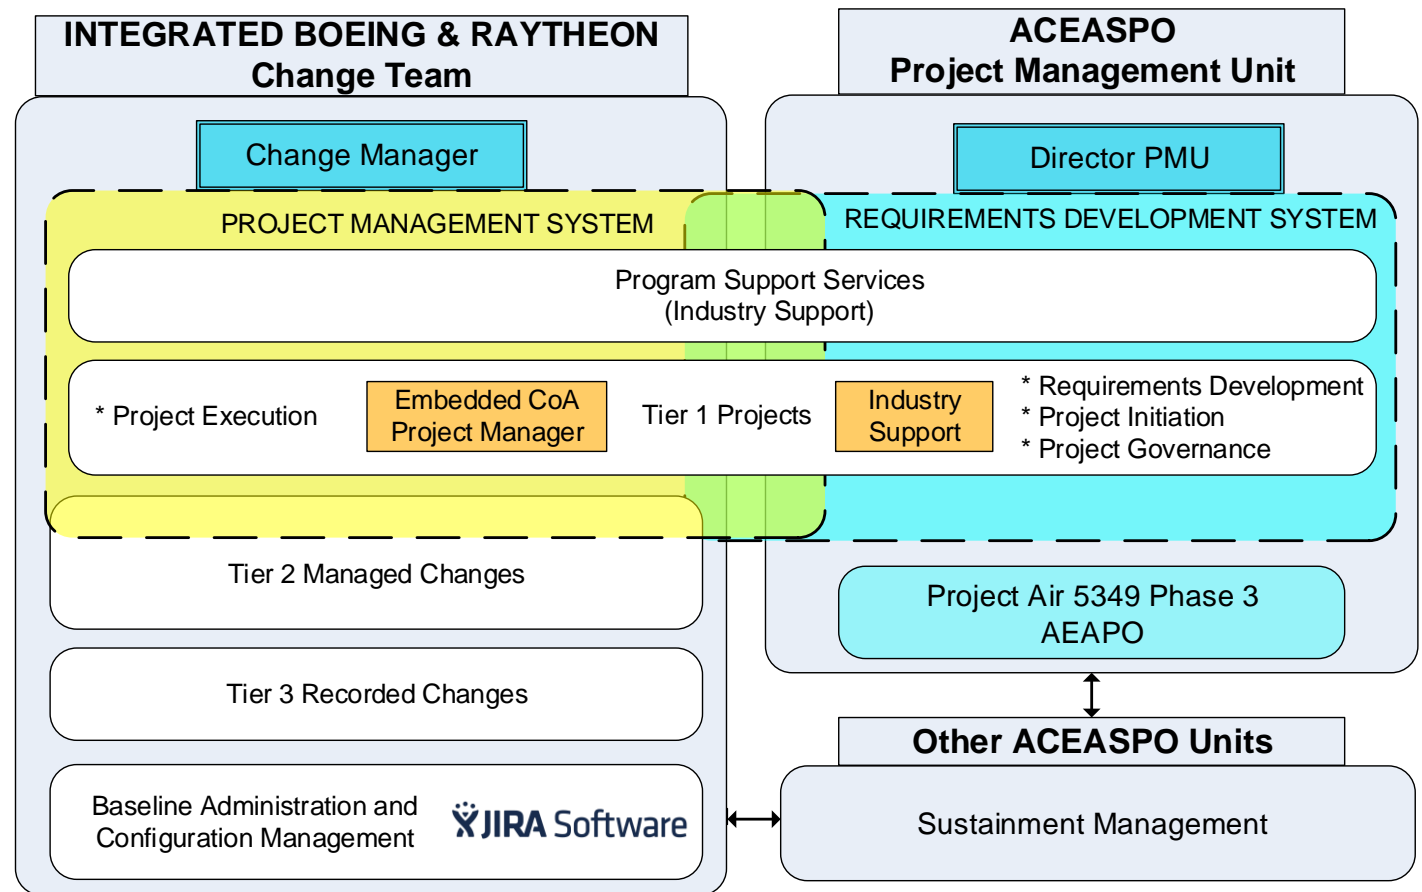 INTEGRATED BOEING & RAYTHEON
Change Team
ACEASPO
Project Management Unit
Change Manager
Director PMU
PROJECT MANAGEMENT SYSTEM
REQUIREMENTS DEVELOPMENT SYSTEM
Program Support Services
(Industry Support)
* Project Execution
Embedded CoA
Project Manager
Tier 1 Projects
Industry
Support
* Requirements Development
* Project Initiation
* Project Governance
Tier 2 Managed Changes
Project Air 5349 Phase 3
AEAPO
Tier 3 Recorded Changes
Other ACEASPO Units
Baseline Administration and
Configuration Management
JIRA Software
Sustainment Management